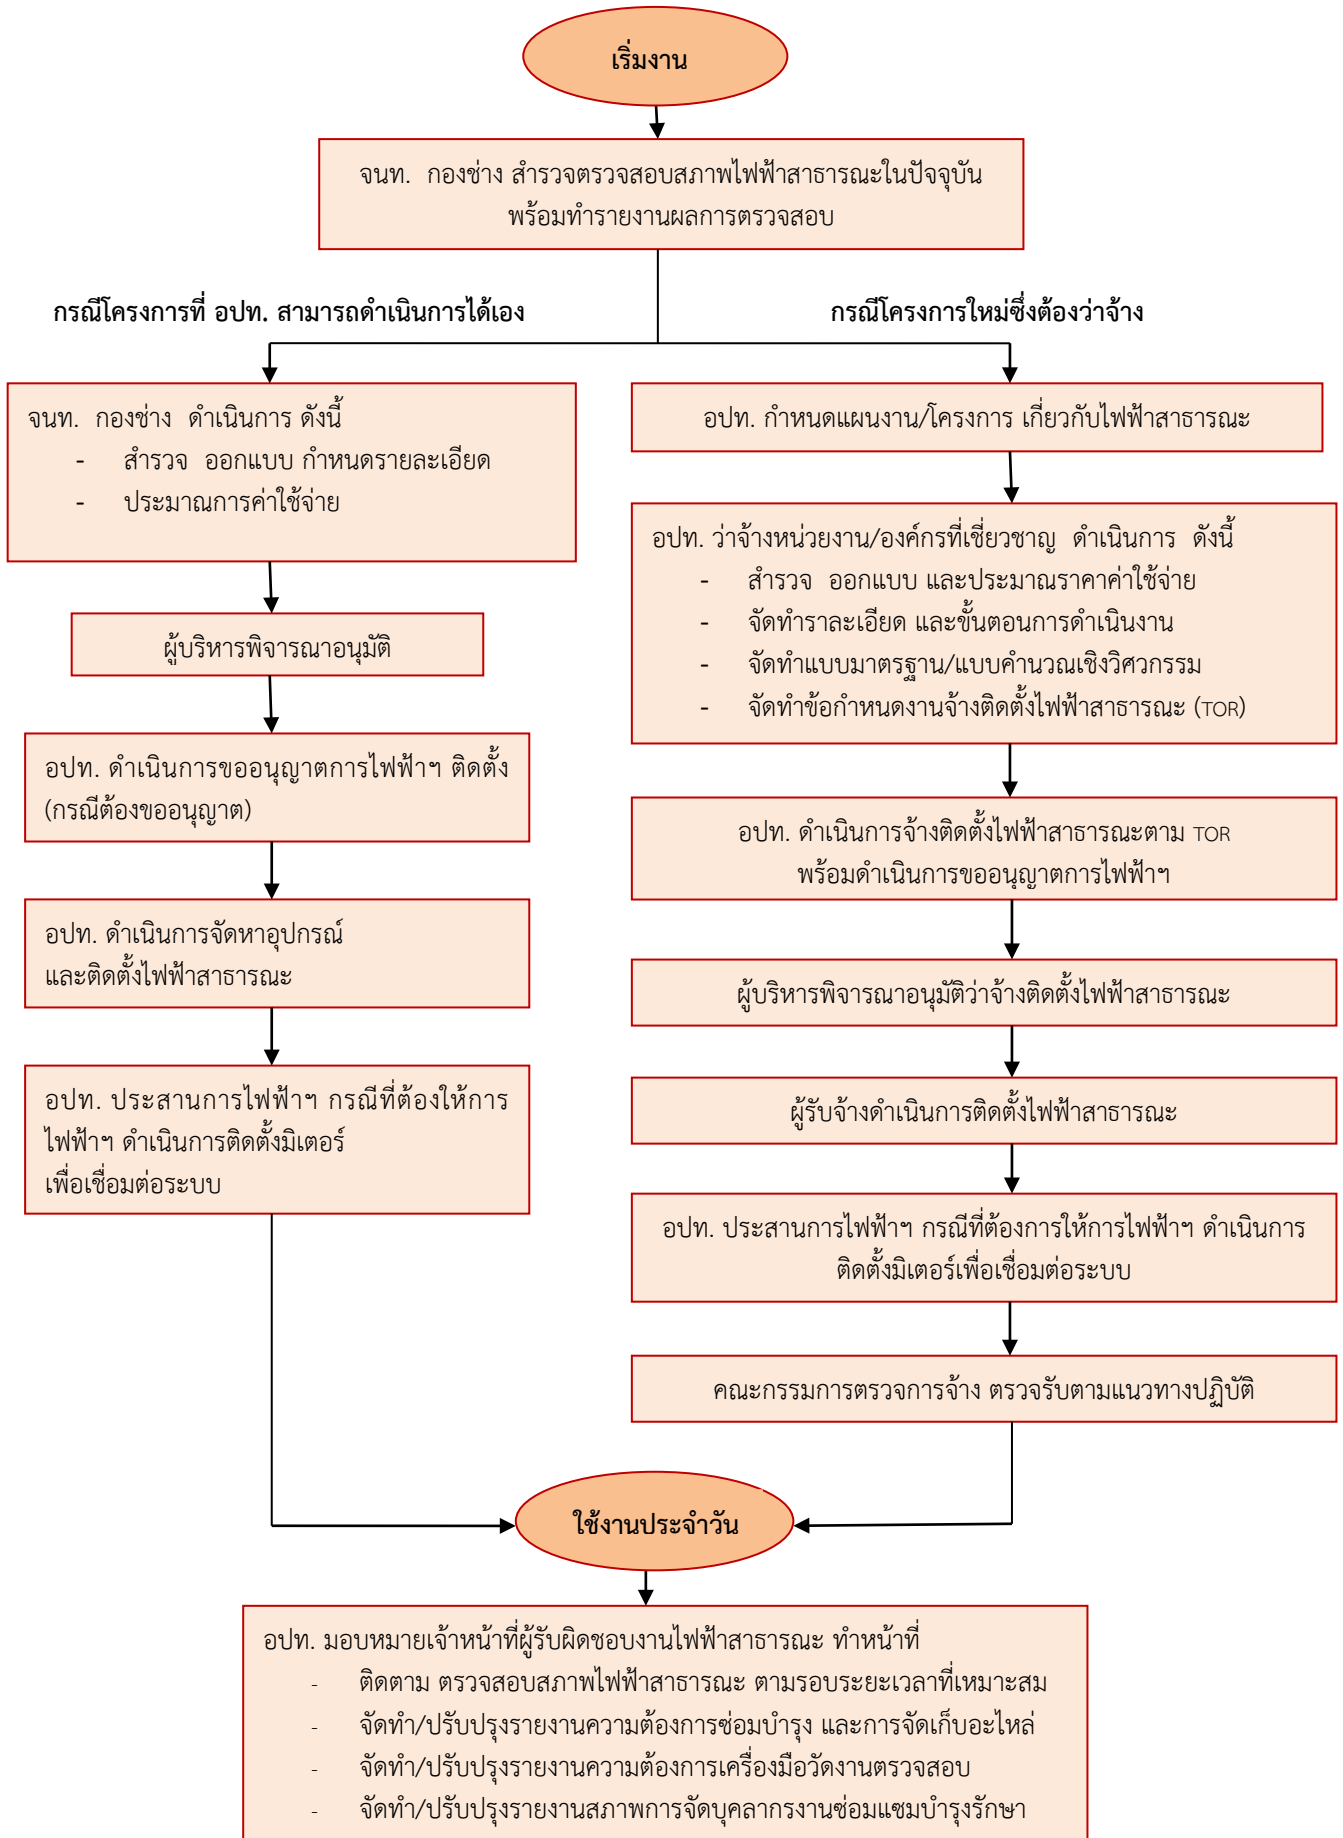 เริ่มงาน
จนท. กองช่าง สำรวจตรวจสอบสภาพไฟฟ้าสาธารณะในปัจจุบัน
พร้อมทำรายงานผลการตรวจสอบ
กรณีโครงการที่ อปท. สามารถดำเนินการได้เอง
จนท. กองช่าง ดำเนินการ ดังนี้
- สำรวจ ออกแบบ กำหนดรายละเอียด
- ประมาณการค่าใช้จ่าย
ผู้บริหารพิจารณาอนุมัติ
อปท. ดำเนินการขออนุญาตการไฟฟ้าฯ ติดตั้ง
(กรณีต้องขออนุญาต)
อปท. ดำเนินการจัดหาอุปกรณ์
และติดตั้งไฟฟ้าสาธารณะ
อปท. ประสานการไฟฟ้าฯ กรณีที่ต้องให้การ
ไฟฟ้าฯ ดำเนินการติดตั้งมิเตอร์
เพื่อเชื่อมต่อระบบ
กรณีโครงการใหม่ซึ่งต้องว่าจ้าง
อปท. กำหนดแผนงาน/โครงการ เกี่ยวกับไฟฟ้าสาธารณะ
อปท. ว่าจ้างหน่วยงาน/องค์กรที่เชี่ยวชาญ ดำเนินการ ดังนี้
- สำรวจ ออกแบบ และประมาณราคาค่าใช้จ่าย
- จัดทำราละเอียด และขั้นตอนการดำเนินงาน
- จัดทำแบบมาตรฐาน/แบบคำนวณเชิงวิศวกรรม
- จัดทำข้อกำหนดงานจ้างติดตั้งไฟฟ้าสาธารณะ (TOR)
อปท. ดำเนินการจ้างติดตั้งไฟฟ้าสาธารณะตาม TOR
พร้อมดำเนินการขออนุญาตการไฟฟ้าฯ
ผู้บริหารพิจารณาอนุมัติว่าจ้างติดตั้งไฟฟ้าสาธารณะ
ผู้รับจ้างดำเนินการติดตั้งไฟฟ้าสาธารณะ
อปท. ประสานการไฟฟ้าฯ กรณีที่ต้องการให้การไฟฟ้าฯ ดำเนินการ
ติดตั้งมิเตอร์เพื่อเชื่อมต่อระบบ
คณะกรรมการตรวจการจ้าง ตรวจรับตามแนวทางปฏิบัติ
ใช้งานประจำวัน
อปท. มอบหมายเจ้าหน้าที่ผู้รับผิดชอบงานไฟฟ้าสาธารณะ ทำหน้าที่
- ติดตาม ตรวจสอบสภาพไฟฟ้าสาธารณะ ตามรอบระยะเวลาที่เหมาะสม
- จัดทำ/ปรับปรุงรายงานความต้องการซ่อมบำรุง และการจัดเก็บอะไหล่
- จัดทำ/ปรับปรุงรายงานความต้องการเครื่องมือวัดงานตรวจสอบ
- จัดทำ/ปรับปรุงรายงานสภาพการจัดบุคลากรงานซ่อมแซมบำรุงรักษา